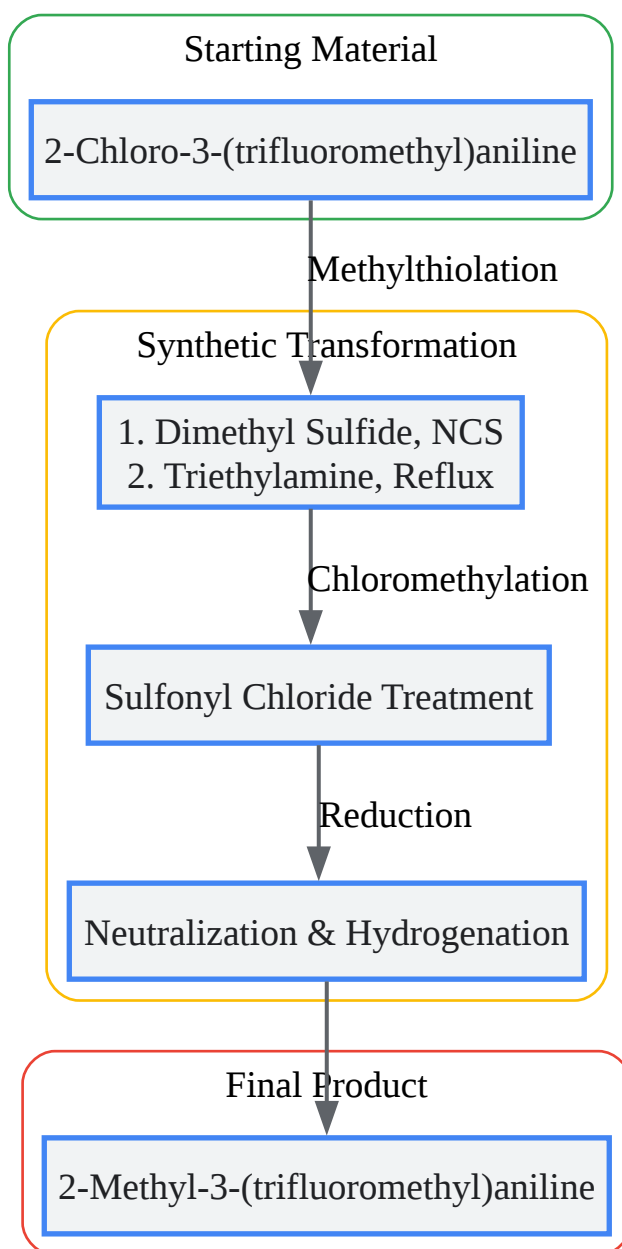 Starting Material
2-Chloro-3-(trifluoromethyl)aniline
Methylthiolation
Synthetic Transformation
1. Dimethyl Sulfide, NCS
2. Triethylamine, Reflux
Chloromethylation
Sulfonyl Chloride Treatment
Reduction
Neutralization & Hydrogenation
Final Product
2-Methyl-3-(trifluoromethyl)aniline